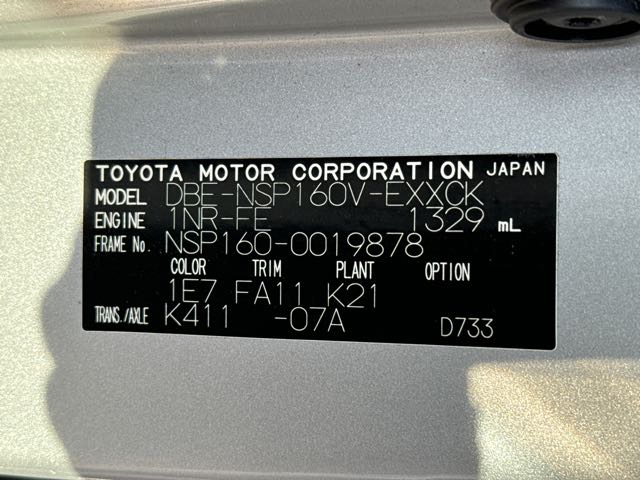 TOYOTA MOTOR CORPORATION JAPAN
MODEL DBE-NSP160V-EXXCK
ENGINE 1NR-FE 1329 mL
FRAME No. NSP160-0019878
COLOR TRIM PLANT OPTION
1E7 FA11 K21
TRANS./AXLE K411 -07A D733